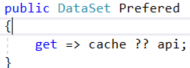 public DataSet Prefered
{
    get => cache ?? api;
}